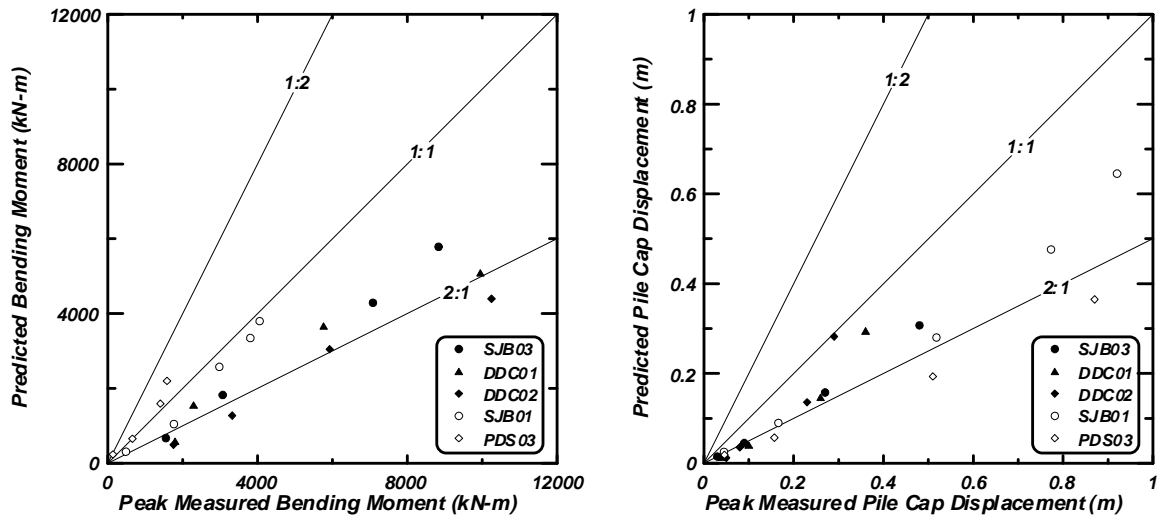 Predicted Bending Moment (kN-m)
12000
8000
4000
0
1:2
1:1
2:1
SJB03
DDC01
DDC02
SJB01
PDS03
0 4000 8000 12000
Peak Measured Bending Moment (kN-m)
Predicted Pile Cap Displacement (m)
1
0.8
0.6
0.4
0.2
0
1:2
1:1
2:1
SJB03
DDC01
DDC02
SJB01
PDS03
0 0.2 0.4 0.6 0.8 1
Peak Measured Pile Cap Displacement (m)